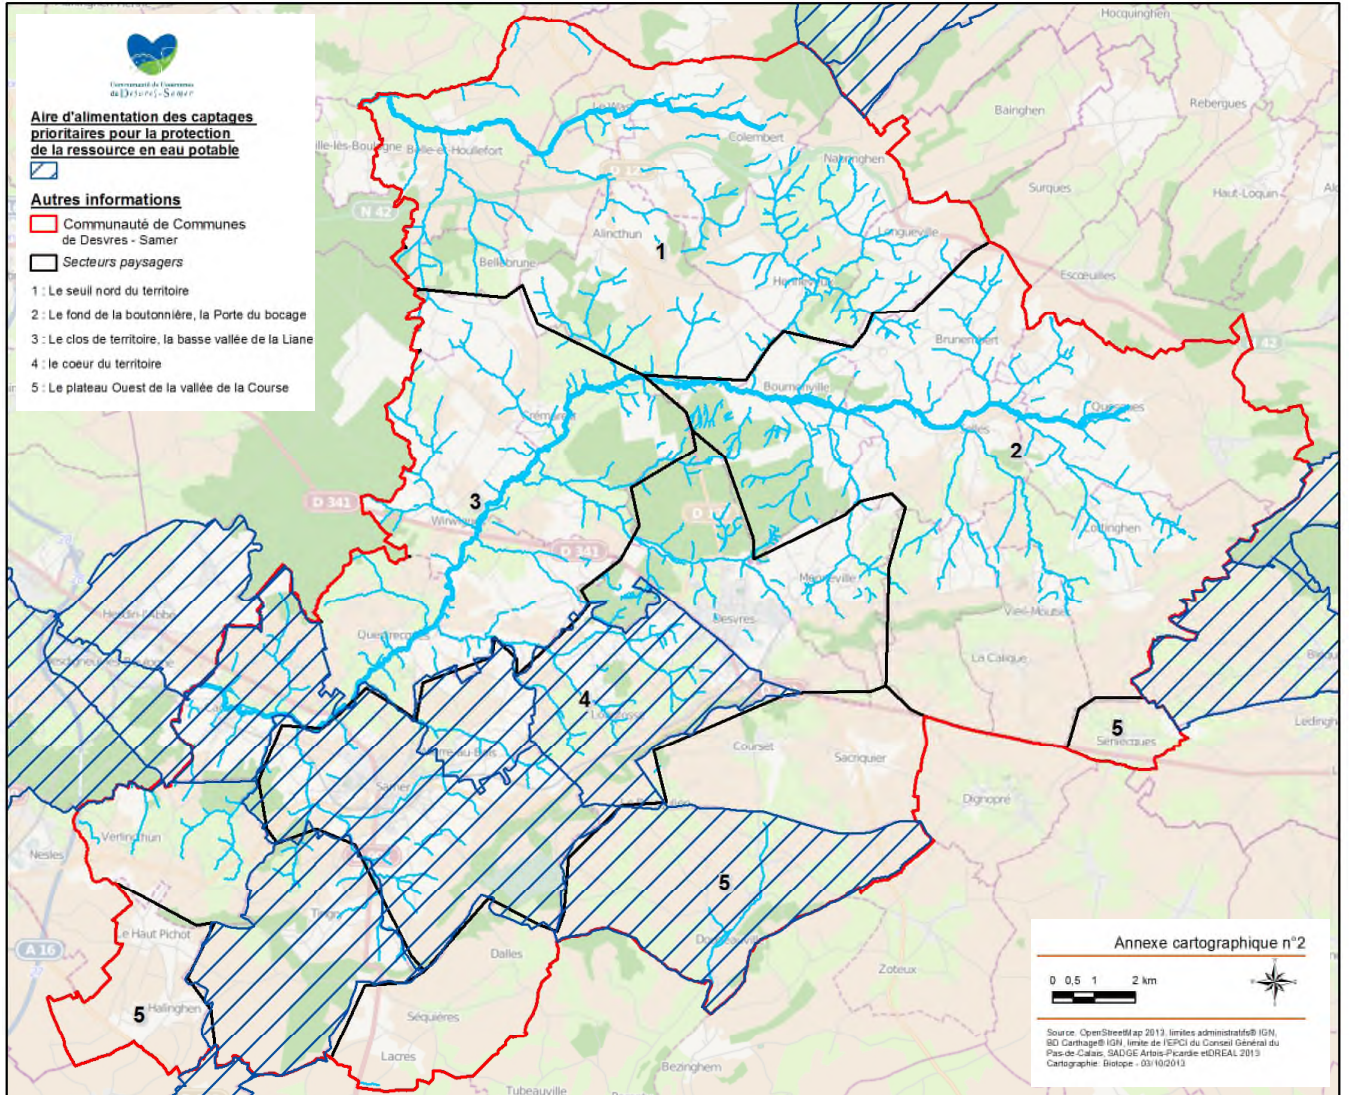 Communauté de Communes
de Desvres - Samer
Aire d'alimentation des captages
prioritaires pour la protection
de la ressource en eau potable
Autres informations
Communauté de Communes
de Desvres - Samer
Secteurs paysagers
1 : Le seuil nord du territoire
2 : Le fond de la boutonnière, la Porte du bocage
3 : Le clos de territoire, la basse vallée de la Liane
4 : le coeur du territoire
5 : Le plateau Ouest de la vallée de la Course
Hocquinghen
Bainghen
Rebergues
Le Wast
Colembert
Belle-et-Houllefort
Nabringhen
Surques
Haut-Loquin
N 42
Alincthun
1
Longueville
Bellebrune
Escœuilles
Henneveux
Brunembert
42
Bournonville
Quesques
Crémarest
Selles
2
D 341
3
Wirwignes
D 341
Lottinghen
Menneville
Vieil-Moutier
Hesdin-l'Abbé
Desvres
Questrecques
La Calique
4
Longfossé
5
Senlecques
Ledingh
Courset
Sacriquier
Samer
Dignopré
Verlincthun
Nesles
5
Tingry
Le Haut Pichot
A 16
Dalles
Doudeauville
Zoteux
5
Halinghen
Séquières
Lacres
Bezinghem
Tubeauville
Annexe cartographique n°2
0 0,5 1 2 km
Source: OpenStreetMap 2013, limites administratifs® IGN,
BD Carthage® IGN, limite de l'EPCI du Conseil Général du
Pas-de-Calais, SADGE Artois-Picardie etDREAL 2013
Cartographie: Biotope - 03/10/2013